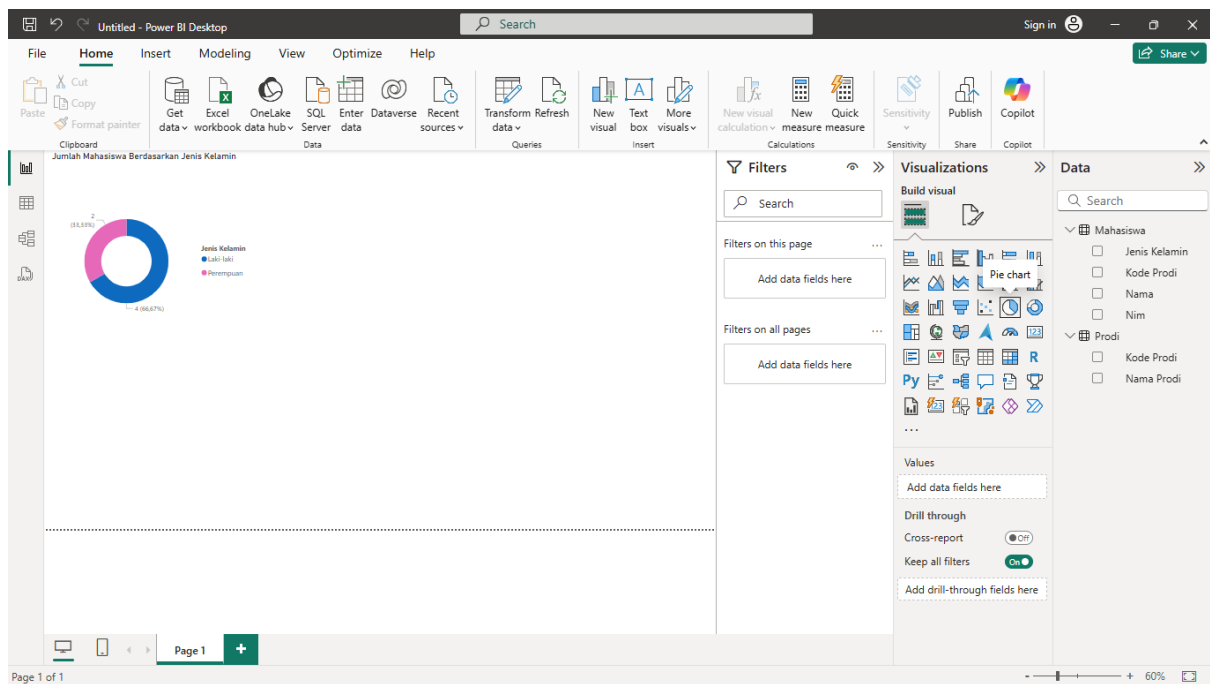 Untitled - Power BI Desktop
Search
Sign in
File Home Insert Modeling View Optimize Help
Share
Paste
Cut
Copy
Format painter
Clipboard
Get data
Excel workbook
OneLake data hub
SQL Server
Enter data
Dataverse
Recent sources
Data
Transform data
Refresh
Queries
New visual
A
Text box
More visuals
Insert
fx
New visual calculation
New measure
Quick measure
Calculations
Sensitivity
Sensitivity
Publish
Share
Copilot
Copilot
Jumlah Mahasiswa Berdasarkan Jenis Kelamin
2
(33,33%)
4 (66,67%)
Jenis Kelamin
Laki-laki
Perempuan
DAX
Filters
Search
Filters on this page
...
Add data fields here
Filters on all pages
...
Add data fields here
Visualizations
Build visual
Pie chart
123
R
Py
123
...
Values
Add data fields here
Drill through
Cross-report
Off
Keep all filters
On
Add drill-through fields here
Data
Search
Mahasiswa
Jenis Kelamin
Kode Prodi
Nama
Nim
Prodi
Kode Prodi
Nama Prodi
Page 1
+
Page 1 of 1
- + 60%